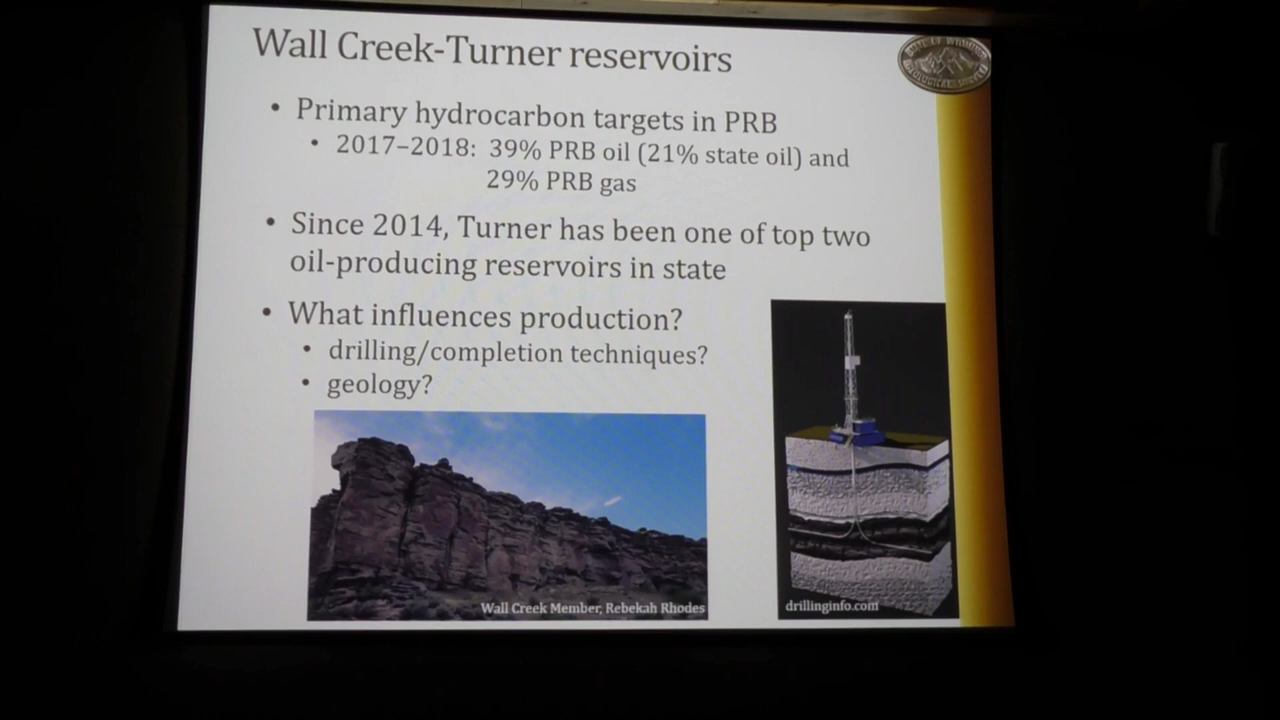 Wall Creek-Turner reservoirs
• Primary hydrocarbon targets in PRB
• 2017–2018: 39% PRB oil (21% state oil) and
29% PRB gas
• Since 2014, Turner has been one of top two
oil-producing reservoirs in state
• What influences production?
• drilling/completion techniques?
• geology?
Wall Creek Member, Rebekah Rhodes
drillinginfo.com